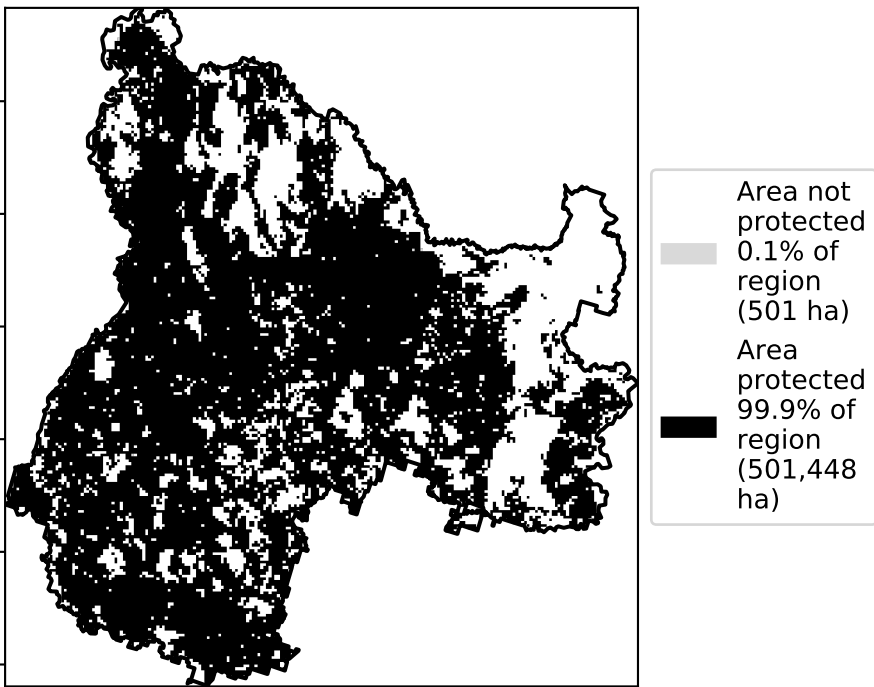 Area not
protected
0.1% of
region
(501 ha)
Area
protected
99.9% of
region
(501,448
ha)